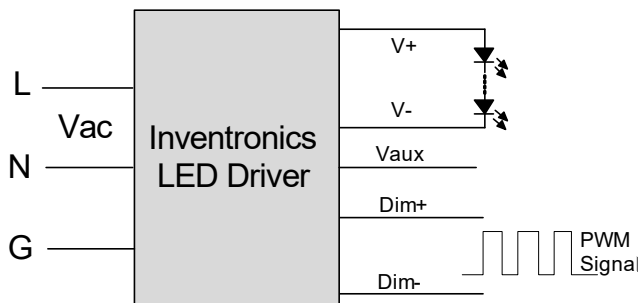 L
Vac
N
G
Inventronics
LED Driver
V+
V-
Vaux
Dim+
Dim-
PWM
Signal